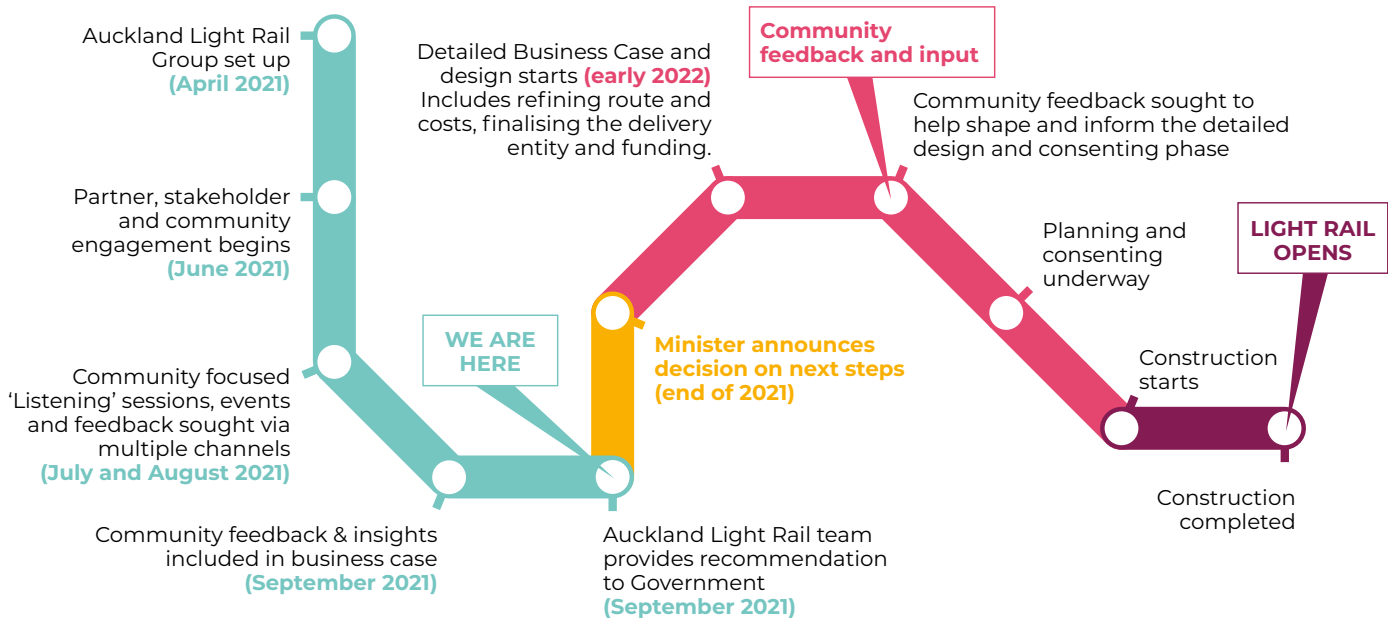 Auckland Light Rail
Group set up
(April 2021)
Partner, stakeholder
and community
engagement begins
(June 2021)
Community focused
‘Listening’ sessions, events
and feedback sought via
multiple channels
(July and August 2021)
Community feedback & insights
included in business case
(September 2021)
WE ARE
HERE
Auckland Light Rail team
provides recommendation
to Government
(September 2021)
Minister announces
decision on next steps
(end of 2021)
Detailed Business Case and
design starts (early 2022)
Includes refining route and
costs, finalising the delivery
entity and funding.
Community
feedback and input
Community feedback sought to
help shape and inform the detailed
design and consenting phase
Planning and
consenting
underway
Construction
starts
LIGHT RAIL
OPENS
Construction
completed